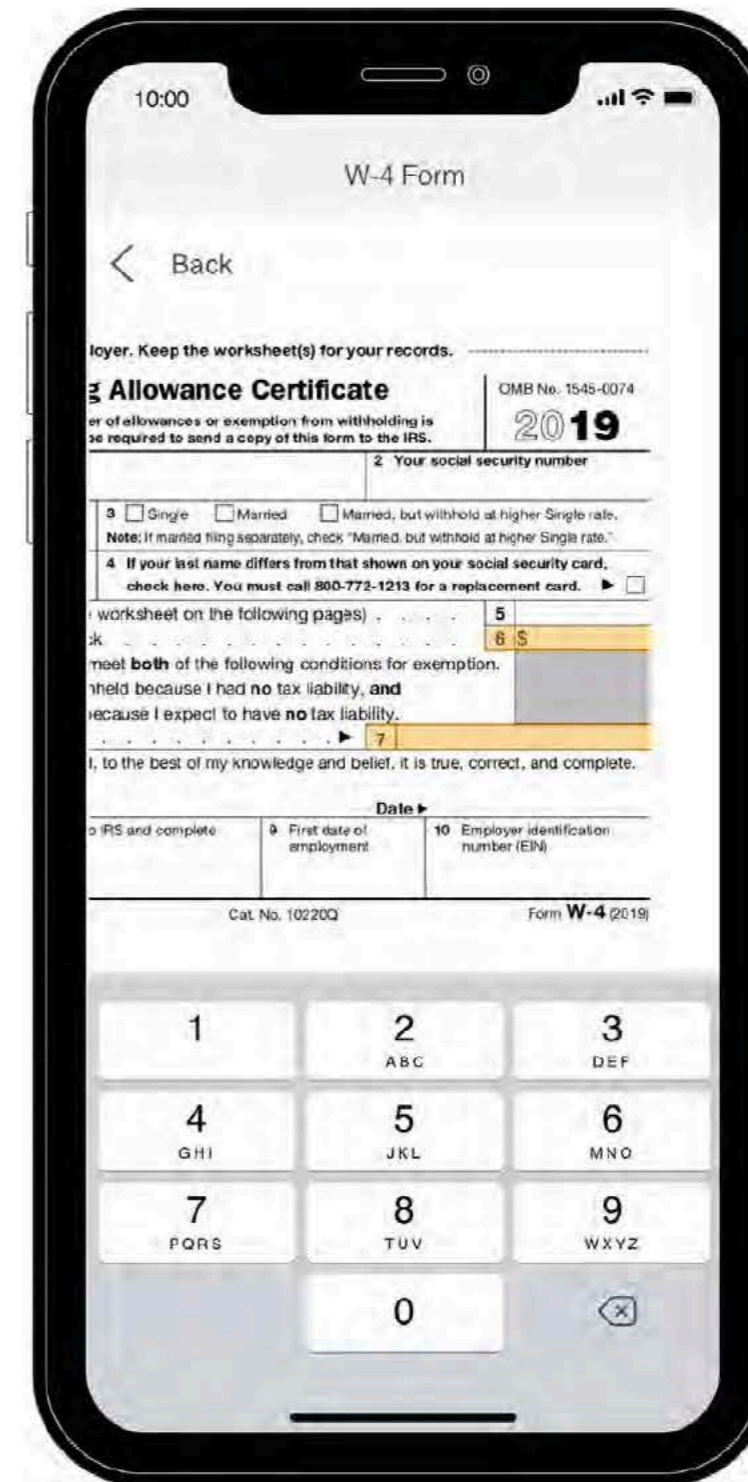 10:00
W-4 Form
Back
loyer. Keep the worksheet(s) for your records.
g Allowance Certificate
OMB No. 1545-0074
er of allowances or exemption from withholding is
be required to send a copy of this form to the IRS.
2019
2 Your social security number
3 Single Married Married, but withhold at higher Single rate.
Note: If married filing separately, check "Married, but withhold at higher Single rate."
4 If your last name differs from that shown on your social security card,
check here. You must call 800-772-1213 for a replacement card. ▶
worksheet on the following pages) . . . . 5
ck . . . . . . . . . . . . . . 6 $
meet both of the following conditions for exemption.
hheld because I had no tax liability, and
because I expect to have no tax liability.
. . . . . . . . . . . ▶ 7
, to the best of my knowledge and belief, it is true, correct, and complete.
Date ▶
o IRS and complete
9 First date of
employment
10 Employer identification
number (EIN)
Cat. No. 10220Q
Form W-4 (2019)
1
2
ABC
3
DEF
4
GHI
5
JKL
6
MNO
7
PQRS
8
TUV
9
WXYZ
0